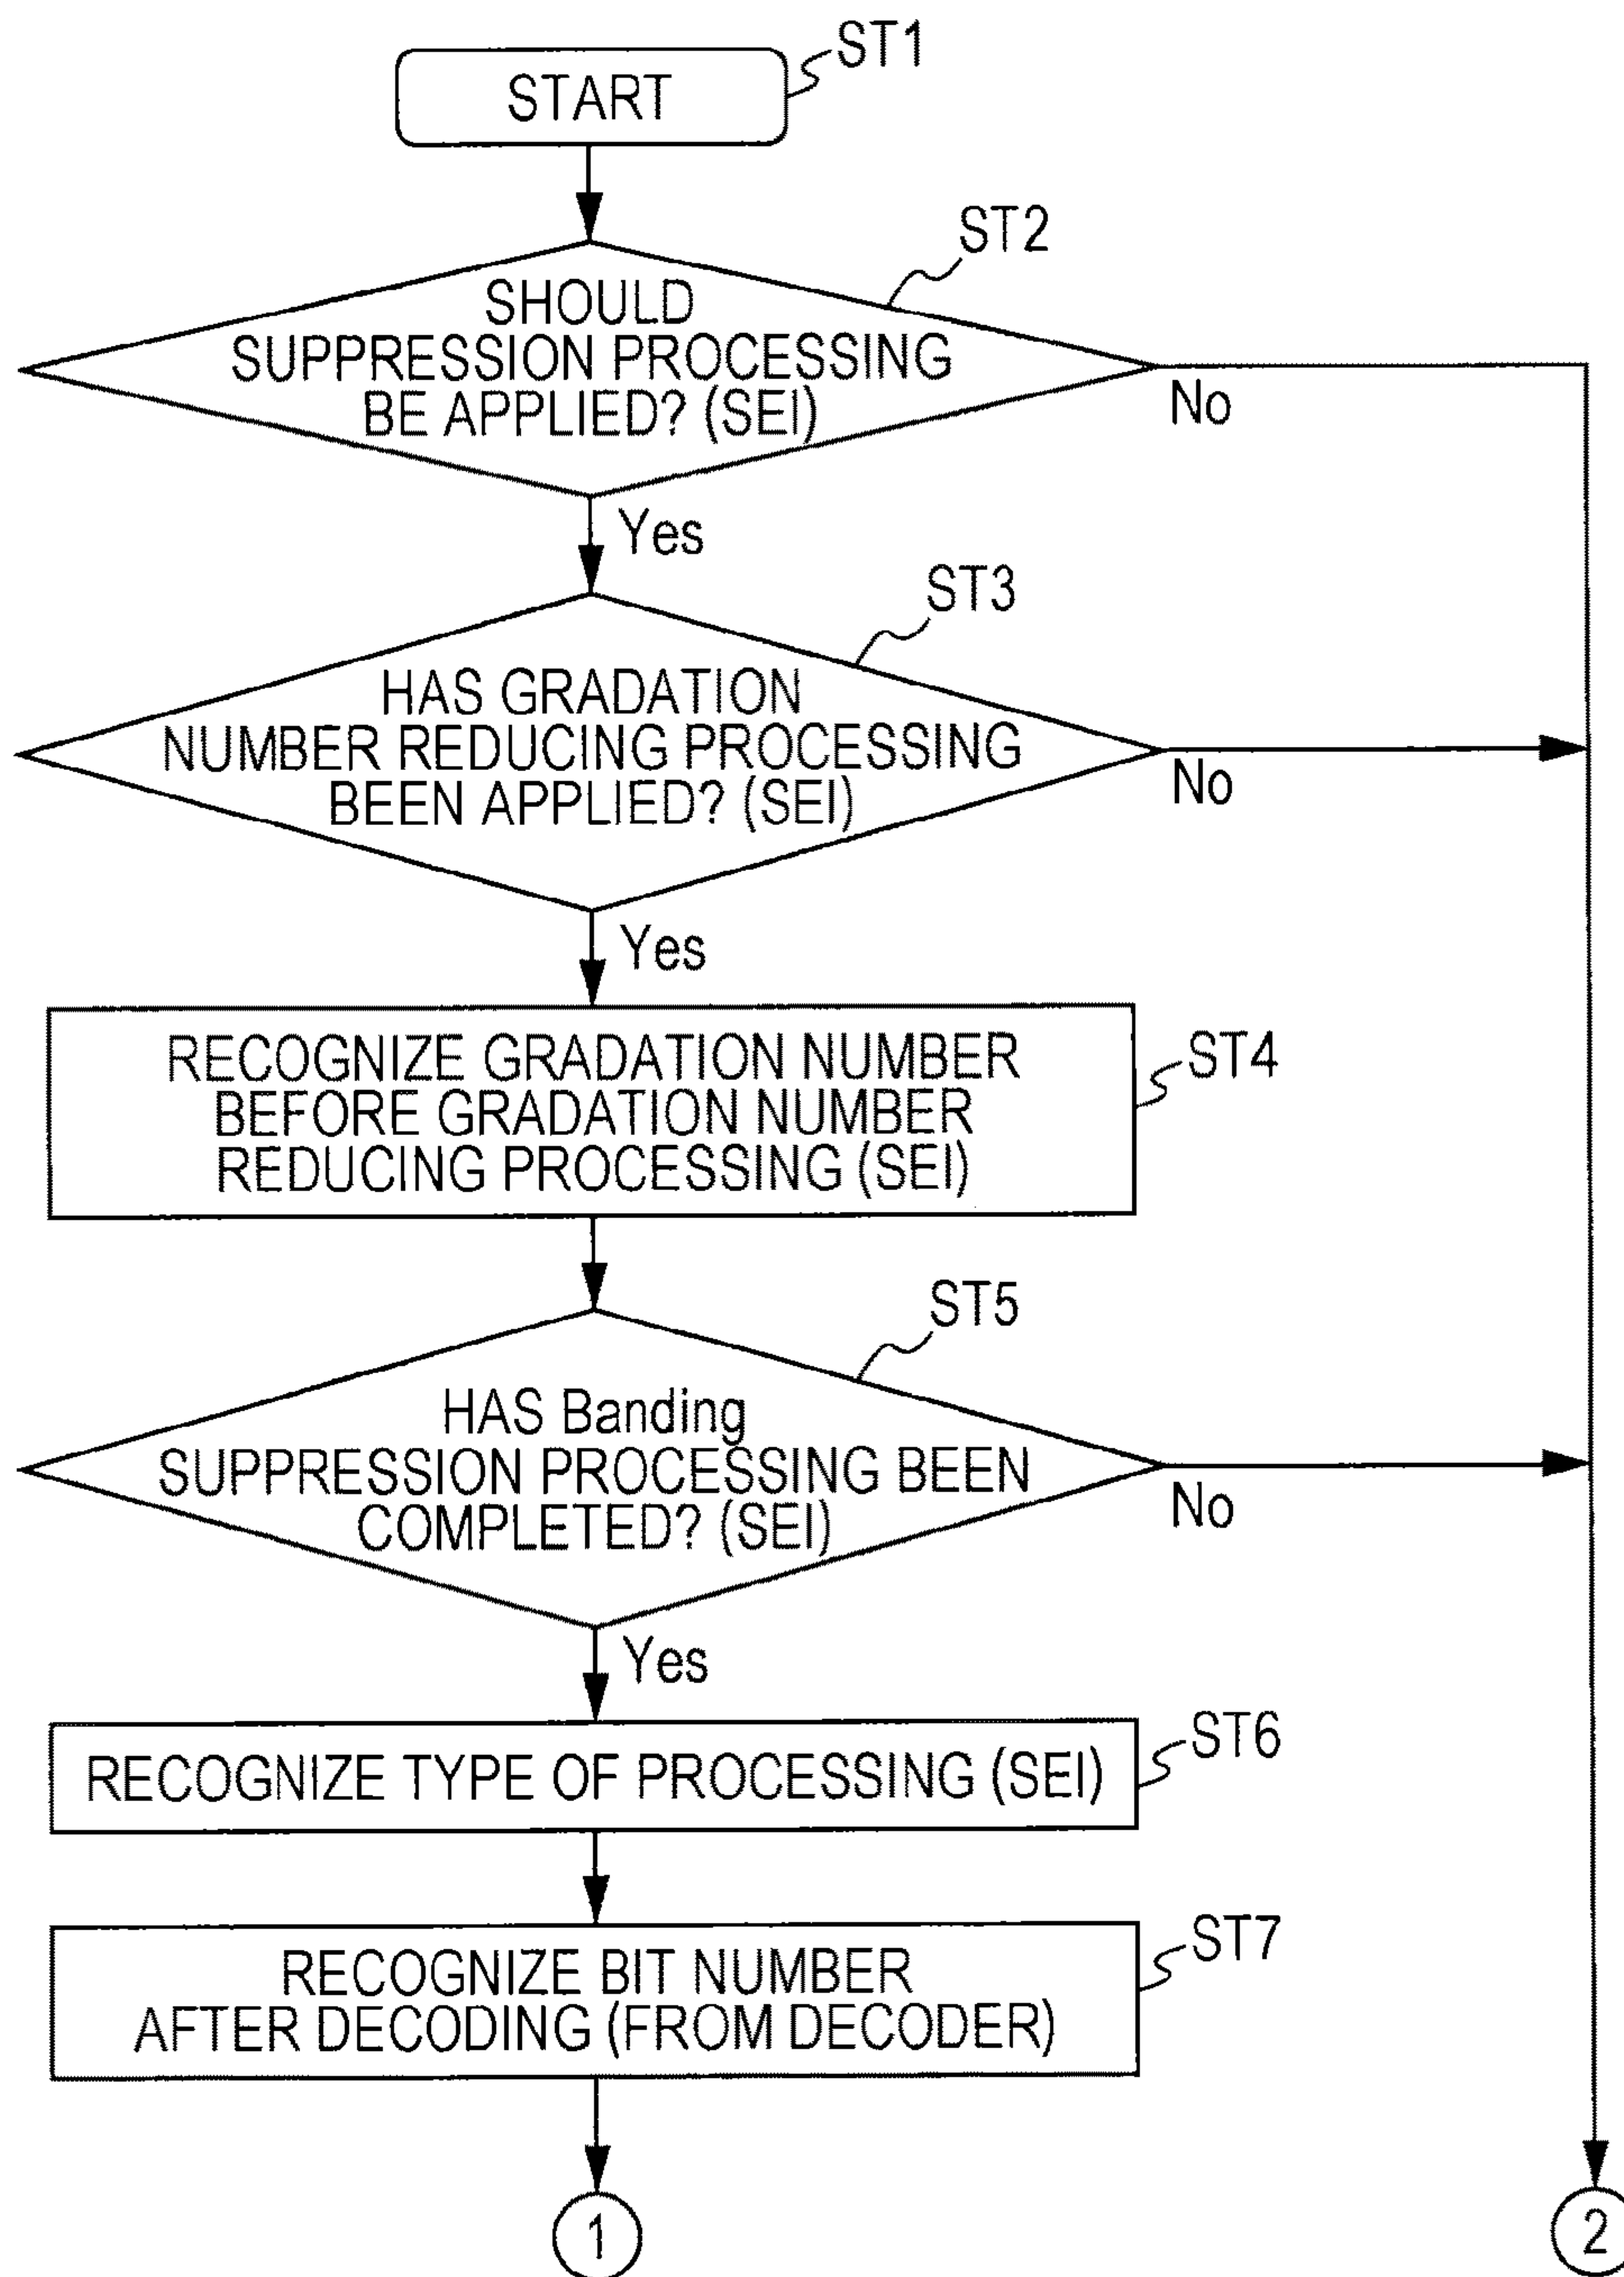 START
ST1
ST2
SHOULD
SUPPRESSION PROCESSING
BE APPLIED? (SEI)
No
Yes
ST3
HAS GRADATION
NUMBER REDUCING PROCESSING
BEEN APPLIED? (SEI)
No
Yes
RECOGNIZE GRADATION NUMBER
BEFORE GRADATION NUMBER
REDUCING PROCESSING (SEI)
ST4
ST5
HAS Banding
SUPPRESSION PROCESSING BEEN
COMPLETED? (SEI)
No
Yes
RECOGNIZE TYPE OF PROCESSING (SEI)
ST6
RECOGNIZE BIT NUMBER
AFTER DECODING (FROM DECODER)
ST7
1
2